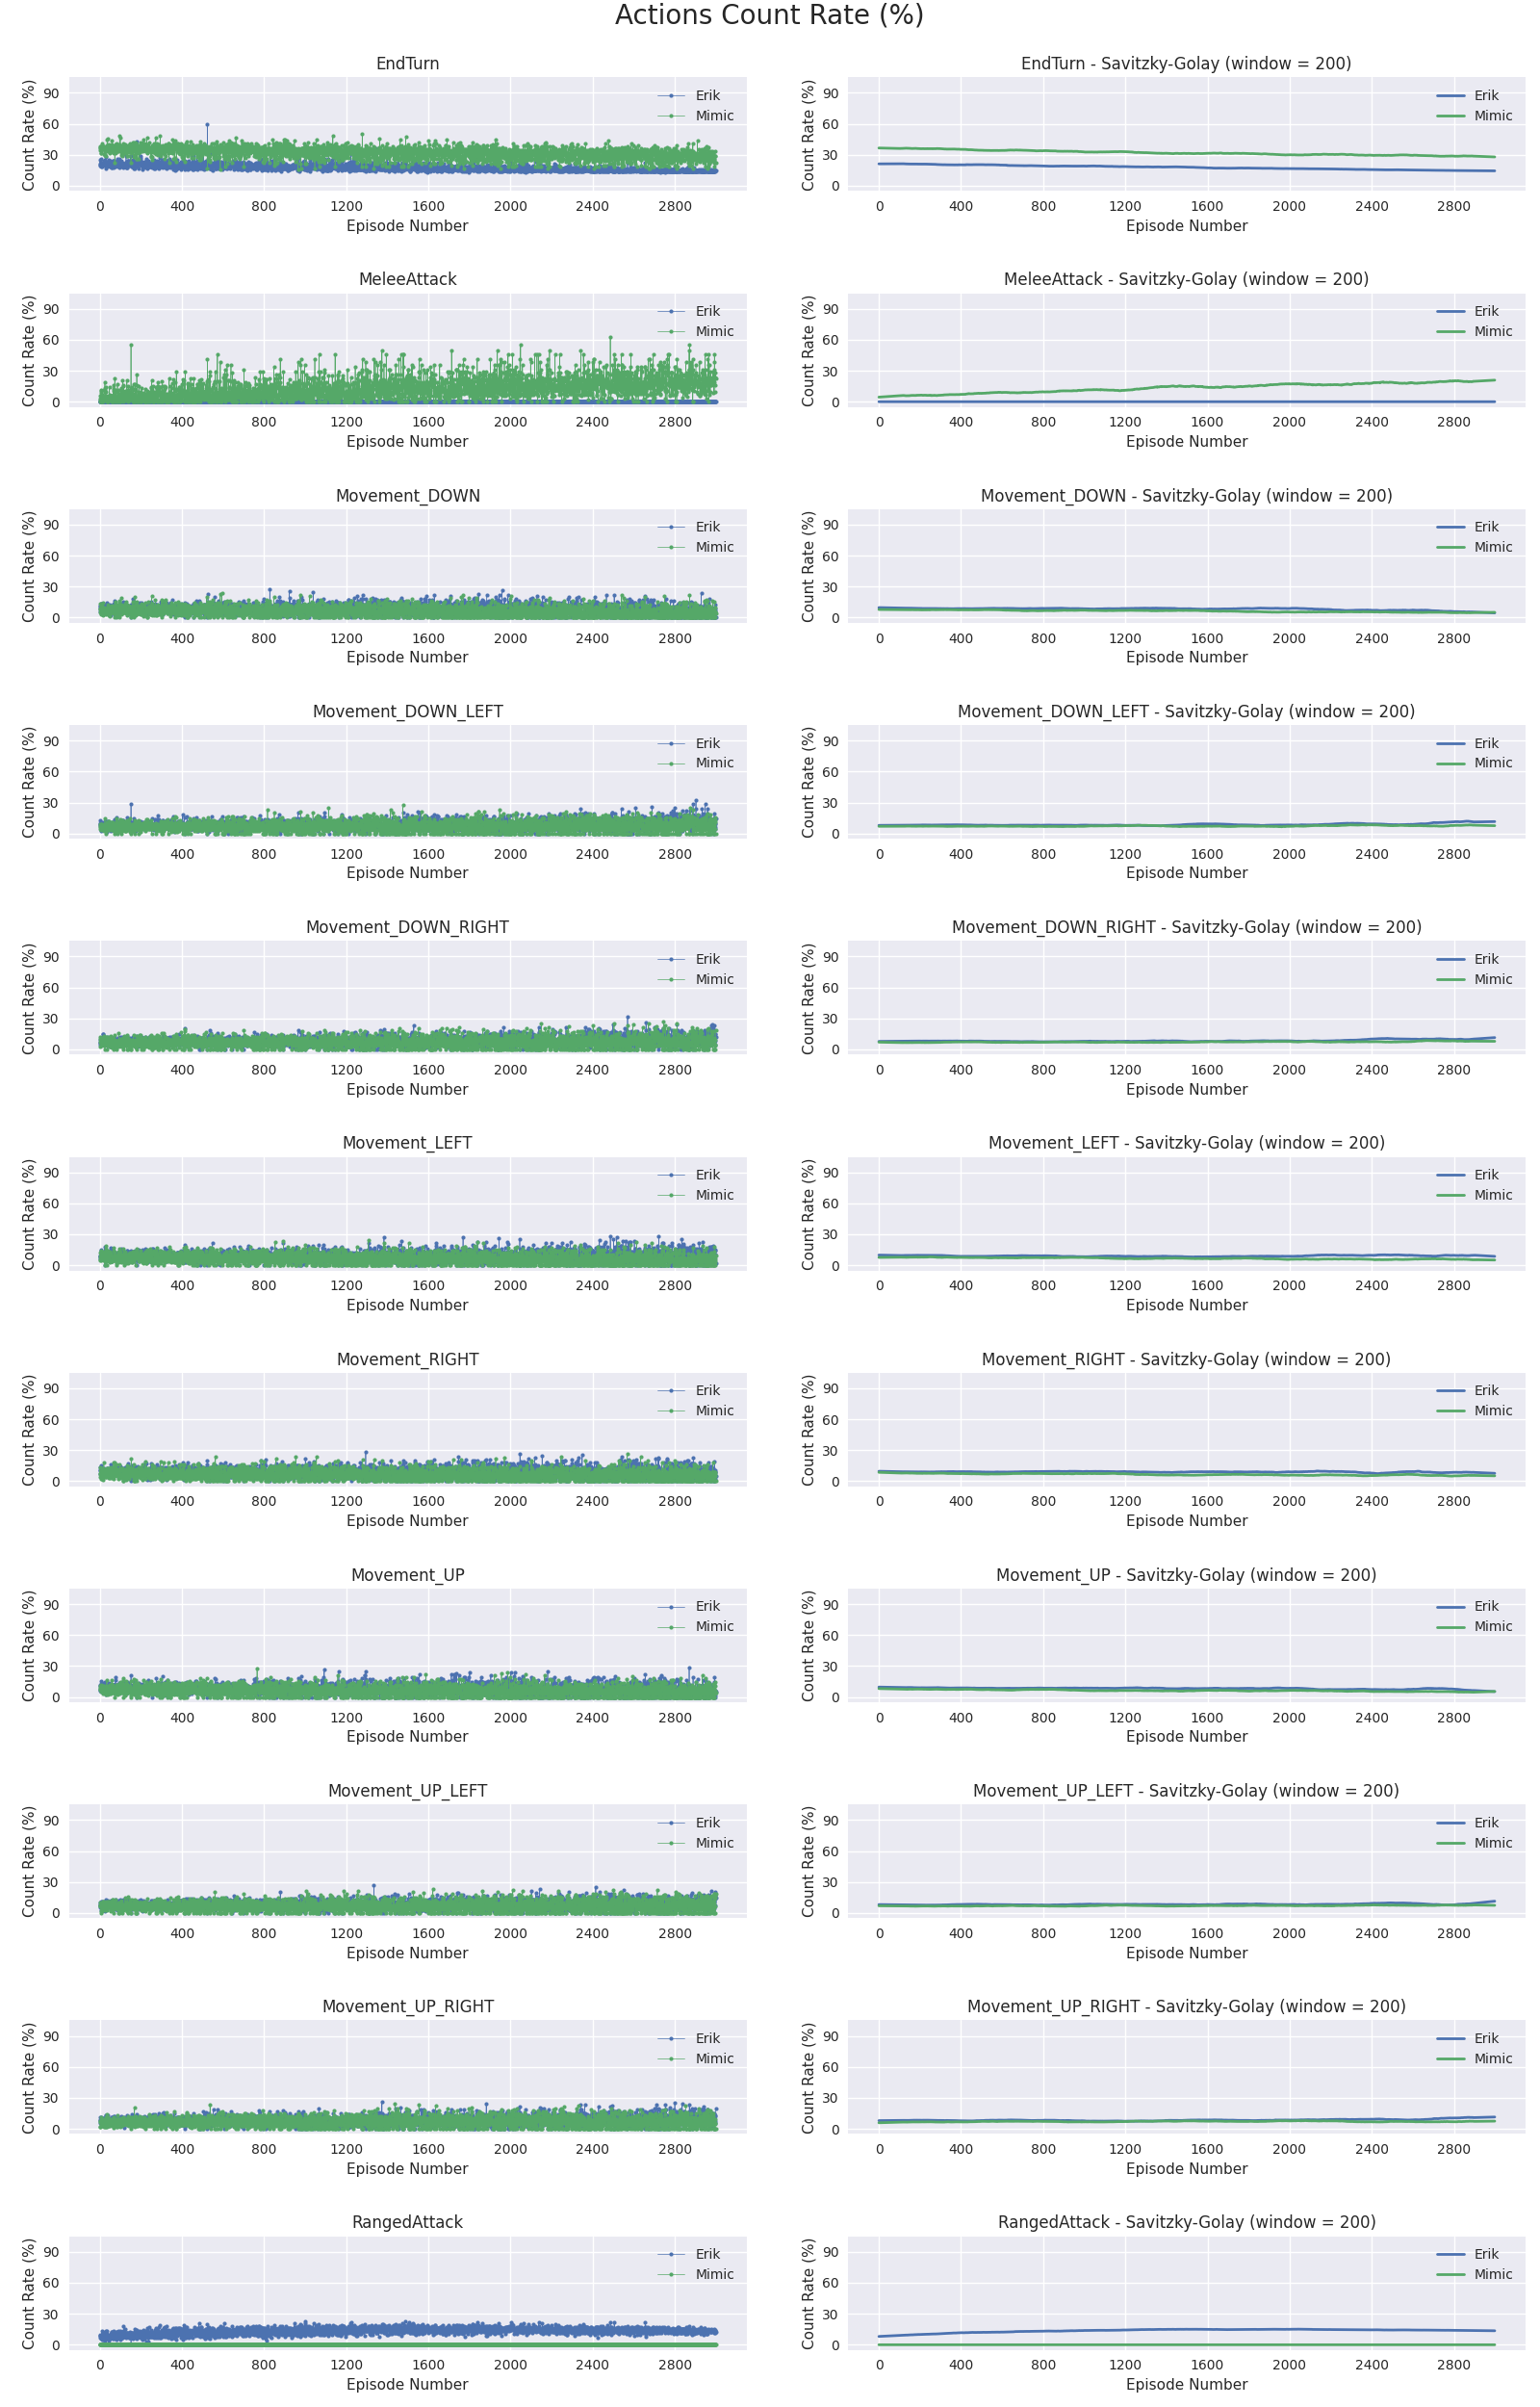 Actions Count Rate (%)
EndTurn
EndTurn - Savitzky-Golay (window = 200)
Count Rate (%)
90
60
30
0
Erik
Mimic
0 400 800 1200 1600 2000 2400 2800
Episode Number
Count Rate (%)
90
60
30
0
Erik
Mimic
0 400 800 1200 1600 2000 2400 2800
Episode Number
MeleeAttack
MeleeAttack - Savitzky-Golay (window = 200)
Count Rate (%)
90
60
30
0
Erik
Mimic
0 400 800 1200 1600 2000 2400 2800
Episode Number
Count Rate (%)
90
60
30
0
Erik
Mimic
0 400 800 1200 1600 2000 2400 2800
Episode Number
Movement_DOWN
Movement_DOWN - Savitzky-Golay (window = 200)
Count Rate (%)
90
60
30
0
Erik
Mimic
0 400 800 1200 1600 2000 2400 2800
Episode Number
Count Rate (%)
90
60
30
0
Erik
Mimic
0 400 800 1200 1600 2000 2400 2800
Episode Number
Movement_DOWN_LEFT
Movement_DOWN_LEFT - Savitzky-Golay (window = 200)
Count Rate (%)
90
60
30
0
Erik
Mimic
0 400 800 1200 1600 2000 2400 2800
Episode Number
Count Rate (%)
90
60
30
0
Erik
Mimic
0 400 800 1200 1600 2000 2400 2800
Episode Number
Movement_DOWN_RIGHT
Movement_DOWN_RIGHT - Savitzky-Golay (window = 200)
Count Rate (%)
90
60
30
0
Erik
Mimic
0 400 800 1200 1600 2000 2400 2800
Episode Number
Count Rate (%)
90
60
30
0
Erik
Mimic
0 400 800 1200 1600 2000 2400 2800
Episode Number
Movement_LEFT
Movement_LEFT - Savitzky-Golay (window = 200)
Count Rate (%)
90
60
30
0
Erik
Mimic
0 400 800 1200 1600 2000 2400 2800
Episode Number
Count Rate (%)
90
60
30
0
Erik
Mimic
0 400 800 1200 1600 2000 2400 2800
Episode Number
Movement_RIGHT
Movement_RIGHT - Savitzky-Golay (window = 200)
Count Rate (%)
90
60
30
0
Erik
Mimic
0 400 800 1200 1600 2000 2400 2800
Episode Number
Count Rate (%)
90
60
30
0
Erik
Mimic
0 400 800 1200 1600 2000 2400 2800
Episode Number
Movement_UP
Movement_UP - Savitzky-Golay (window = 200)
Count Rate (%)
90
60
30
0
Erik
Mimic
0 400 800 1200 1600 2000 2400 2800
Episode Number
Count Rate (%)
90
60
30
0
Erik
Mimic
0 400 800 1200 1600 2000 2400 2800
Episode Number
Movement_UP_LEFT
Movement_UP_LEFT - Savitzky-Golay (window = 200)
Count Rate (%)
90
60
30
0
Erik
Mimic
0 400 800 1200 1600 2000 2400 2800
Episode Number
Count Rate (%)
90
60
30
0
Erik
Mimic
0 400 800 1200 1600 2000 2400 2800
Episode Number
Movement_UP_RIGHT
Movement_UP_RIGHT - Savitzky-Golay (window = 200)
Count Rate (%)
90
60
30
0
Erik
Mimic
0 400 800 1200 1600 2000 2400 2800
Episode Number
Count Rate (%)
90
60
30
0
Erik
Mimic
0 400 800 1200 1600 2000 2400 2800
Episode Number
RangedAttack
RangedAttack - Savitzky-Golay (window = 200)
Count Rate (%)
90
60
30
0
Erik
Mimic
0 400 800 1200 1600 2000 2400 2800
Episode Number
Count Rate (%)
90
60
30
0
Erik
Mimic
0 400 800 1200 1600 2000 2400 2800
Episode Number